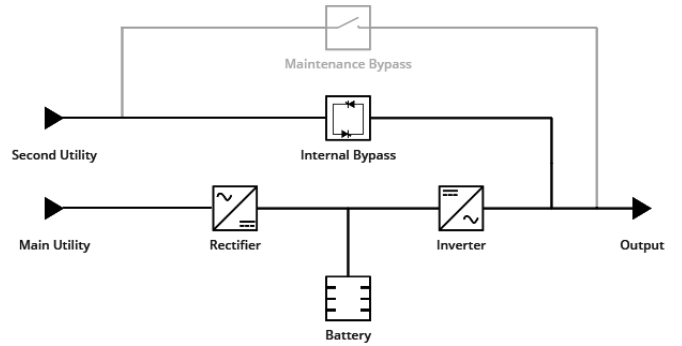 Maintenance Bypass
Second Utility
Internal Bypass
Main Utility
Rectifier
Inverter
Output
Battery